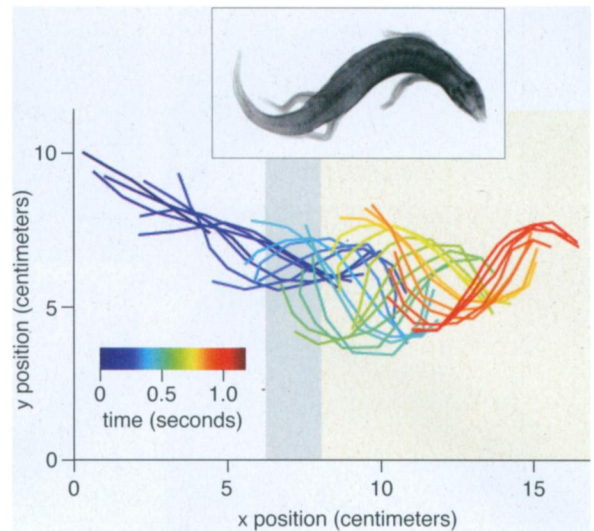 10
5
0
y position (centimeters)
0 0.5 1.0
time (seconds)
0 5 10 15
x position (centimeters)